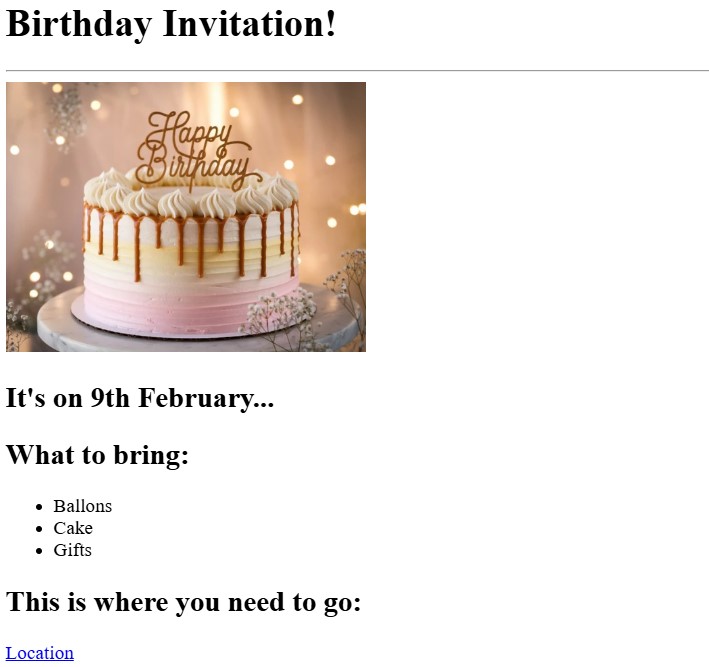 Birthday Invitation!
Happy
Birthday
It's on 9th February...
What to bring:
Ballons
Cake
Gifts
This is where you need to go:
Location